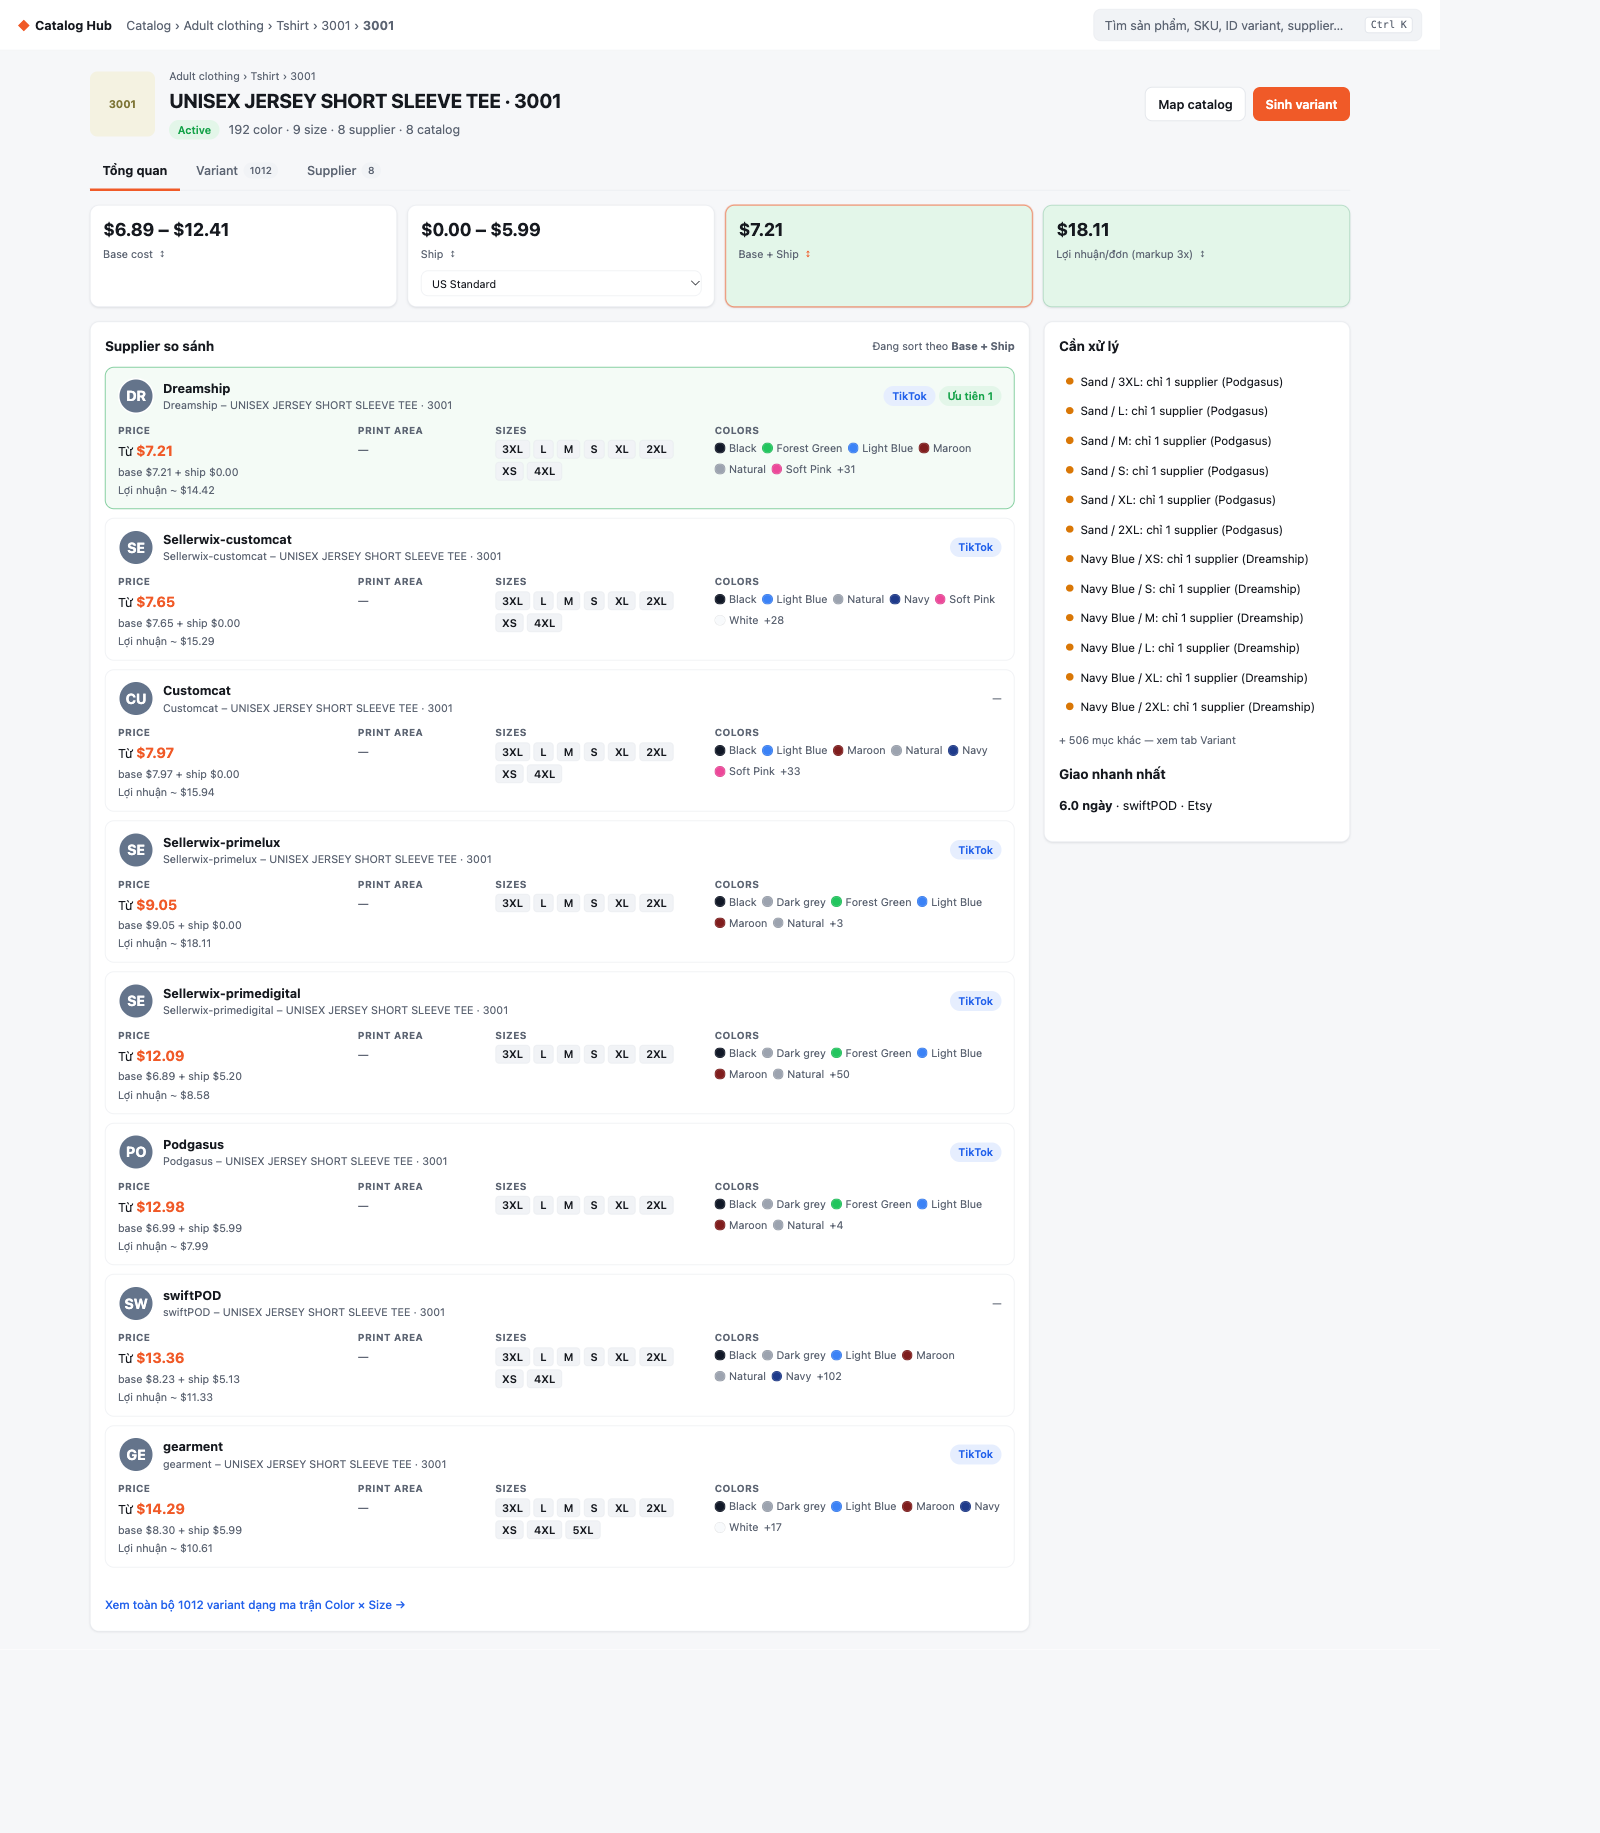 Catalog Hub Catalog › Adult clothing › Tshirt › 3001 › 3001
Tìm sản phẩm, SKU, ID variant, supplier... Ctrl K
3001
Adult clothing › Tshirt › 3001
UNISEX JERSEY SHORT SLEEVE TEE · 3001
Active 192 color · 9 size · 8 supplier · 8 catalog
Map catalog Sinh variant
Tổng quan Variant 1012 Supplier 8
$6.89 – $12.41
Base cost ↕
$0.00 – $5.99
Ship ↕
US Standard
$7.21
Base + Ship ↕
$18.11
Lợi nhuận/đơn (markup 3x) ↕
Supplier so sánh Đang sort theo Base + Ship
DR Dreamship
Dreamship – UNISEX JERSEY SHORT SLEEVE TEE · 3001
TikTok Ưu tiên 1
PRICE PRINT AREA SIZES COLORS
Từ $7.21 — 3XL L M S XL 2XL Black Forest Green Light Blue Maroon
base $7.21 + ship $0.00 XS 4XL Natural Soft Pink +31
Lợi nhuận ~ $14.42
SE Sellerwix-customcat
Sellerwix-customcat – UNISEX JERSEY SHORT SLEEVE TEE · 3001
TikTok
PRICE PRINT AREA SIZES COLORS
Từ $7.65 — 3XL L M S XL 2XL Black Light Blue Natural Navy Soft Pink
base $7.65 + ship $0.00 XS 4XL White +28
Lợi nhuận ~ $15.29
CU Customcat
Customcat – UNISEX JERSEY SHORT SLEEVE TEE · 3001
—
PRICE PRINT AREA SIZES COLORS
Từ $7.97 — 3XL L M S XL 2XL Black Light Blue Maroon Natural Navy
base $7.97 + ship $0.00 XS 4XL Soft Pink +33
Lợi nhuận ~ $15.94
SE Sellerwix-primelux
Sellerwix-primelux – UNISEX JERSEY SHORT SLEEVE TEE · 3001
TikTok
PRICE PRINT AREA SIZES COLORS
Từ $9.05 — 3XL L M S XL 2XL Black Dark grey Forest Green Light Blue
base $9.05 + ship $0.00 Maroon Natural +3
Lợi nhuận ~ $18.11
SE Sellerwix-primedigital
Sellerwix-primedigital – UNISEX JERSEY SHORT SLEEVE TEE · 3001
TikTok
PRICE PRINT AREA SIZES COLORS
Từ $12.09 — 3XL L M S XL 2XL Black Dark grey Forest Green Light Blue
base $6.89 + ship $5.20 Maroon Natural +50
Lợi nhuận ~ $8.58
PO Podgasus
Podgasus – UNISEX JERSEY SHORT SLEEVE TEE · 3001
TikTok
PRICE PRINT AREA SIZES COLORS
Từ $12.98 — 3XL L M S XL 2XL Black Dark grey Forest Green Light Blue
base $6.99 + ship $5.99 Maroon Natural +4
Lợi nhuận ~ $7.99
SW swiftPOD
swiftPOD – UNISEX JERSEY SHORT SLEEVE TEE · 3001
—
PRICE PRINT AREA SIZES COLORS
Từ $13.36 — 3XL L M S XL 2XL Black Dark grey Light Blue Maroon
base $8.23 + ship $5.13 XS 4XL Natural Navy +102
Lợi nhuận ~ $11.33
GE gearment
gearment – UNISEX JERSEY SHORT SLEEVE TEE · 3001
TikTok
PRICE PRINT AREA SIZES COLORS
Từ $14.29 — 3XL L M S XL 2XL Black Dark grey Light Blue Maroon Navy
base $8.30 + ship $5.99 XS 4XL 5XL White +17
Lợi nhuận ~ $10.61
Xem toàn bộ 1012 variant dạng ma trận Color × Size →
Cần xử lý
Sand / 3XL: chỉ 1 supplier (Podgasus)
Sand / L: chỉ 1 supplier (Podgasus)
Sand / M: chỉ 1 supplier (Podgasus)
Sand / S: chỉ 1 supplier (Podgasus)
Sand / XL: chỉ 1 supplier (Podgasus)
Sand / 2XL: chỉ 1 supplier (Podgasus)
Navy Blue / XS: chỉ 1 supplier (Dreamship)
Navy Blue / S: chỉ 1 supplier (Dreamship)
Navy Blue / M: chỉ 1 supplier (Dreamship)
Navy Blue / L: chỉ 1 supplier (Dreamship)
Navy Blue / XL: chỉ 1 supplier (Dreamship)
Navy Blue / 2XL: chỉ 1 supplier (Dreamship)
+ 506 mục khác — xem tab Variant
Giao nhanh nhất
6.0 ngày · swiftPOD · Etsy